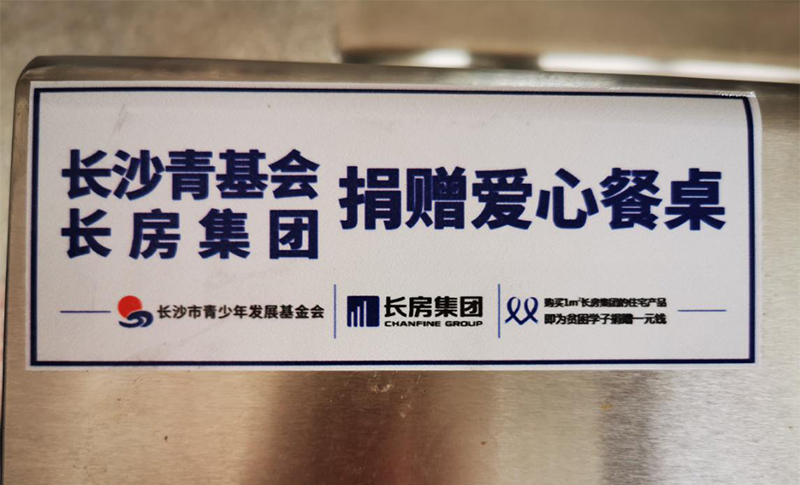 长沙青基会
长房集团
捐赠爱心餐桌
长沙市青少年发展基金会
长房集团
CHANFINE GROUP
购买1m²长房集团的住宅产品
即为贫困学子捐赠一元钱